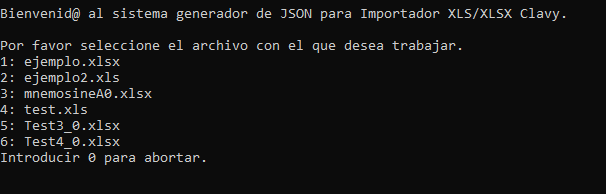 Bienvenid@ al sistema generador de JSON para Importador XLS/XLSX Clavy.
Por favor seleccione el archivo con el que desea trabajar.
1: ejemplo.xlsx
2: ejemplo2.xls
3: mnemosineA0.xlsx
4: test.xls
5: Test3_0.xlsx
6: Test4_0.xlsx
Introducir 0 para abortar.